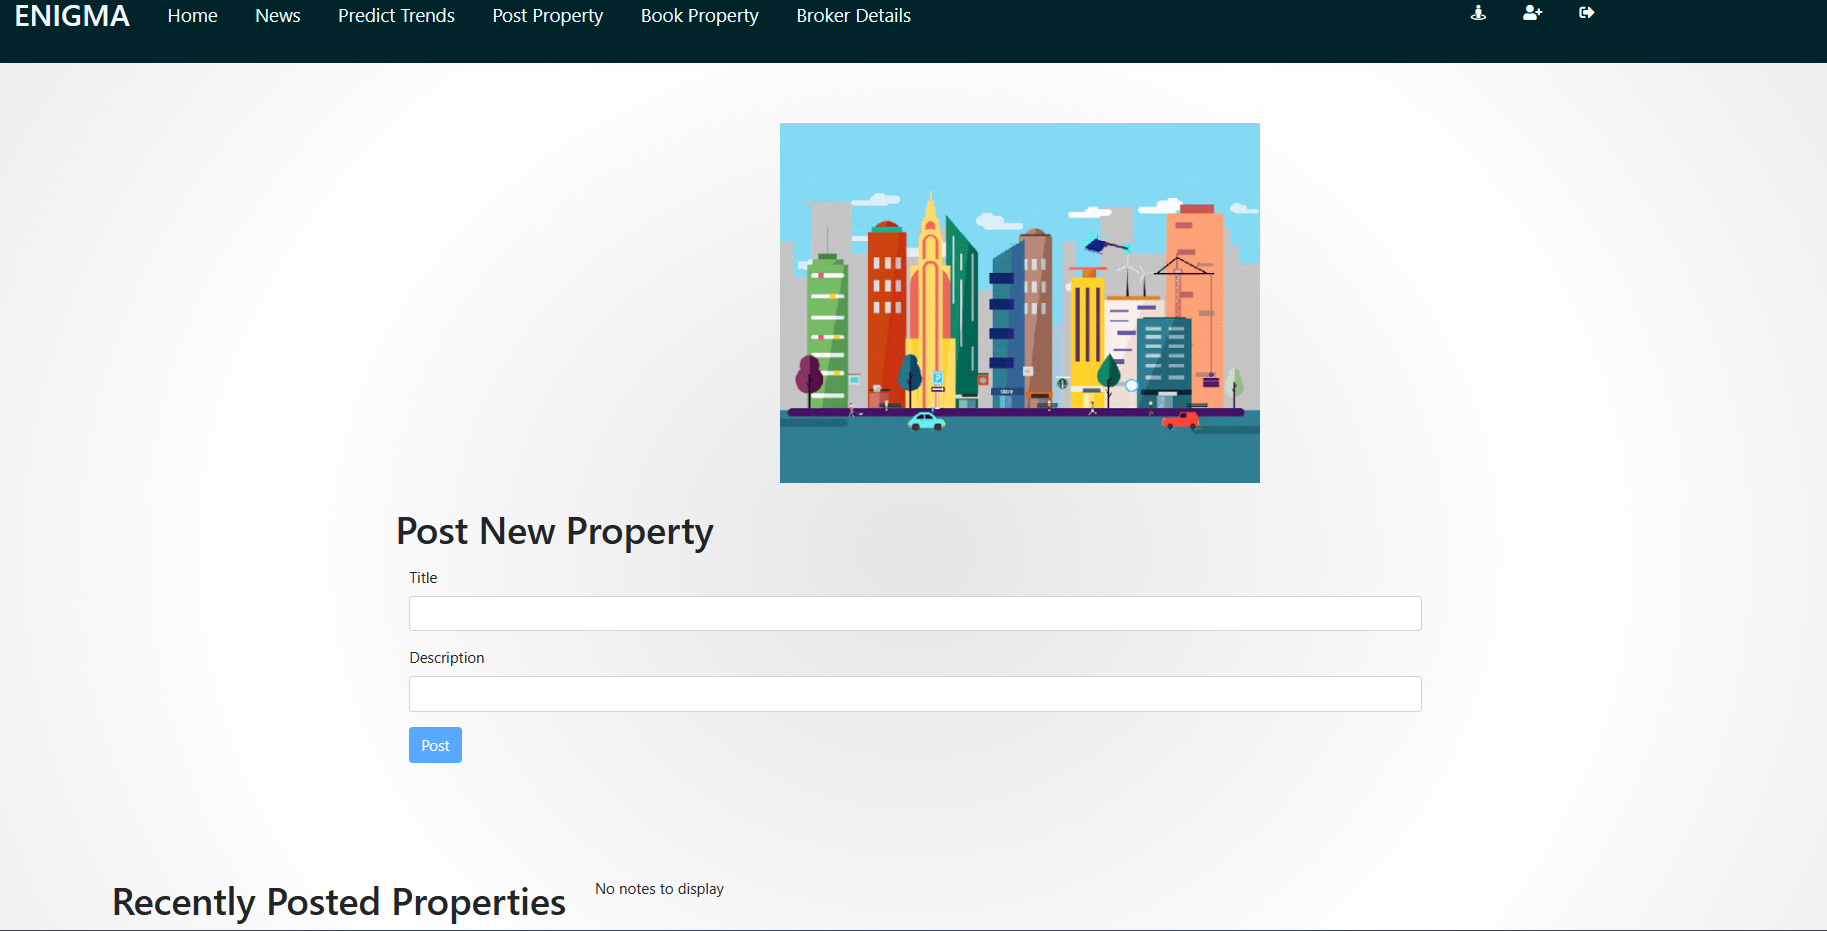 ENIGMA Home News Predict Trends Post Property Book Property Broker Details
store
Post New Property
Title
Description
Post
Recently Posted Properties
No notes to display